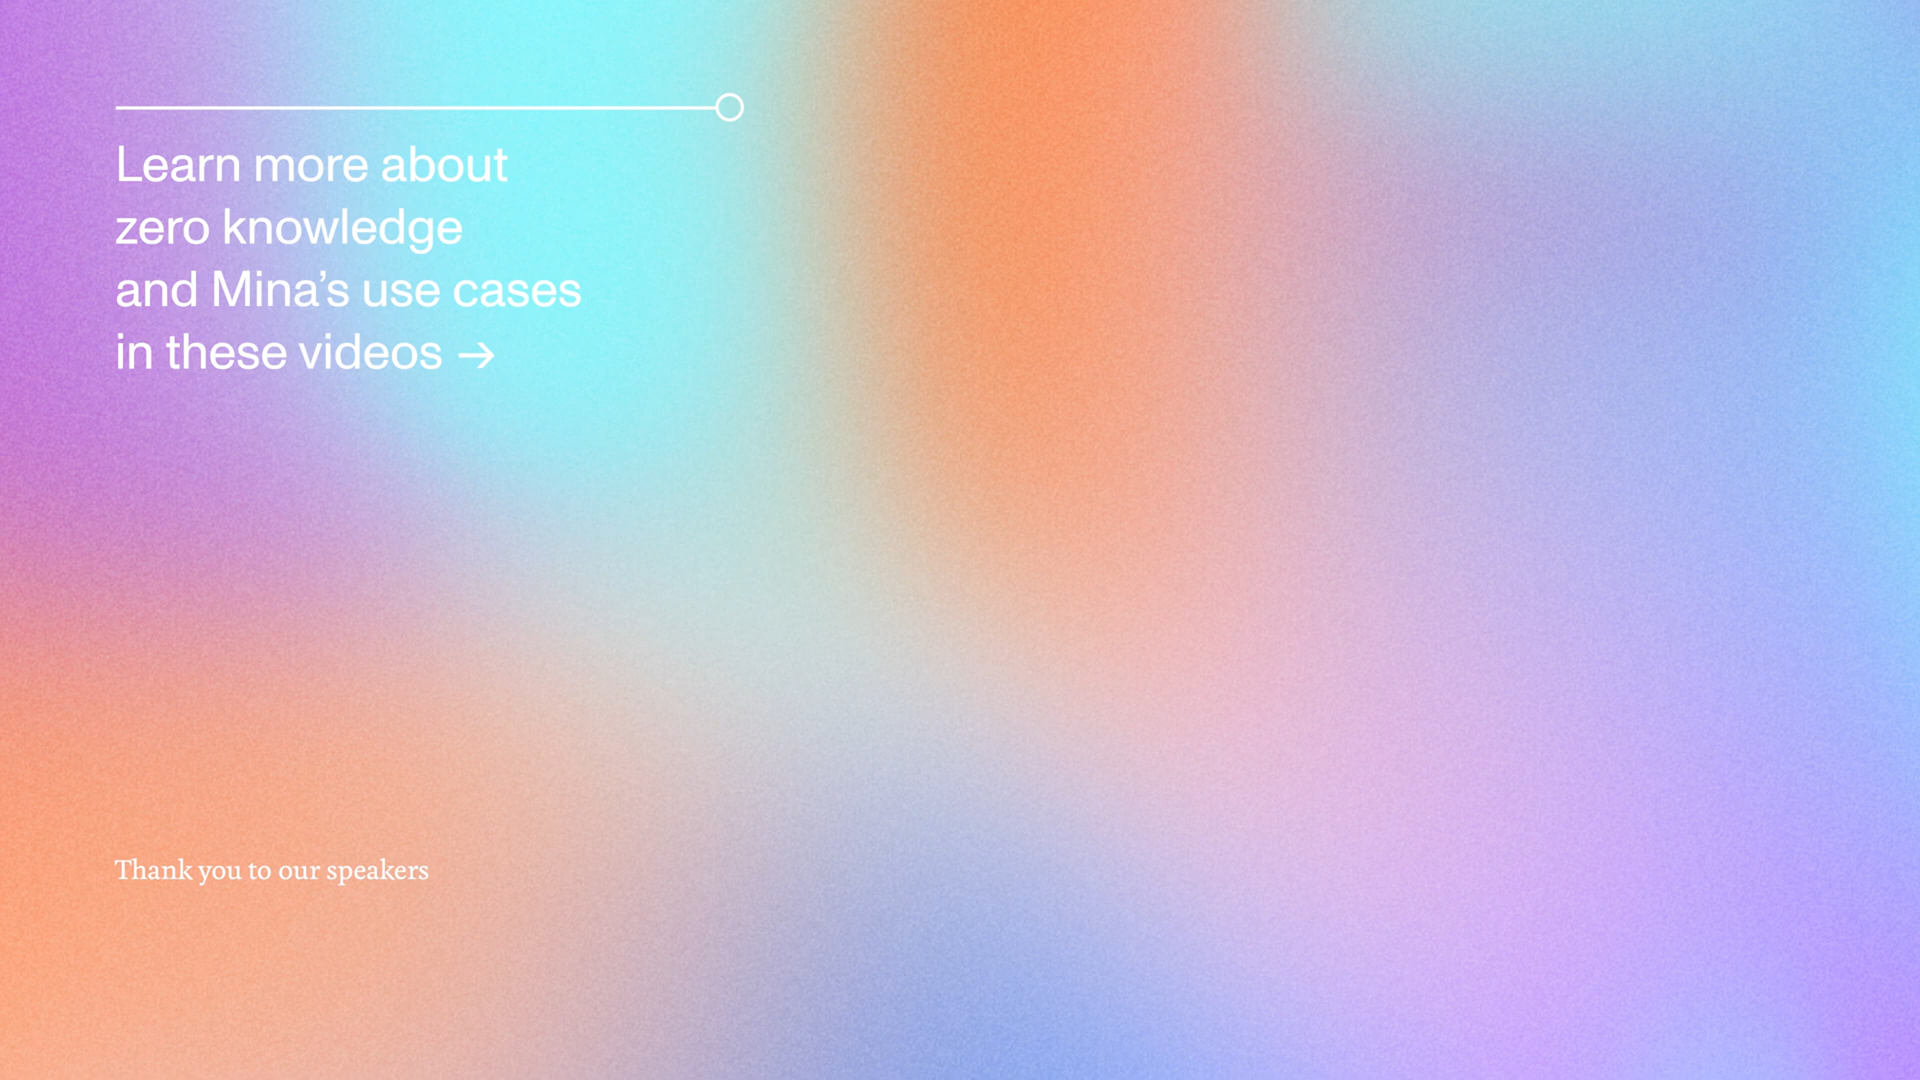 Learn more about
zero knowledge
and Mina’s use cases
in these videos →
Thank you to our speakers